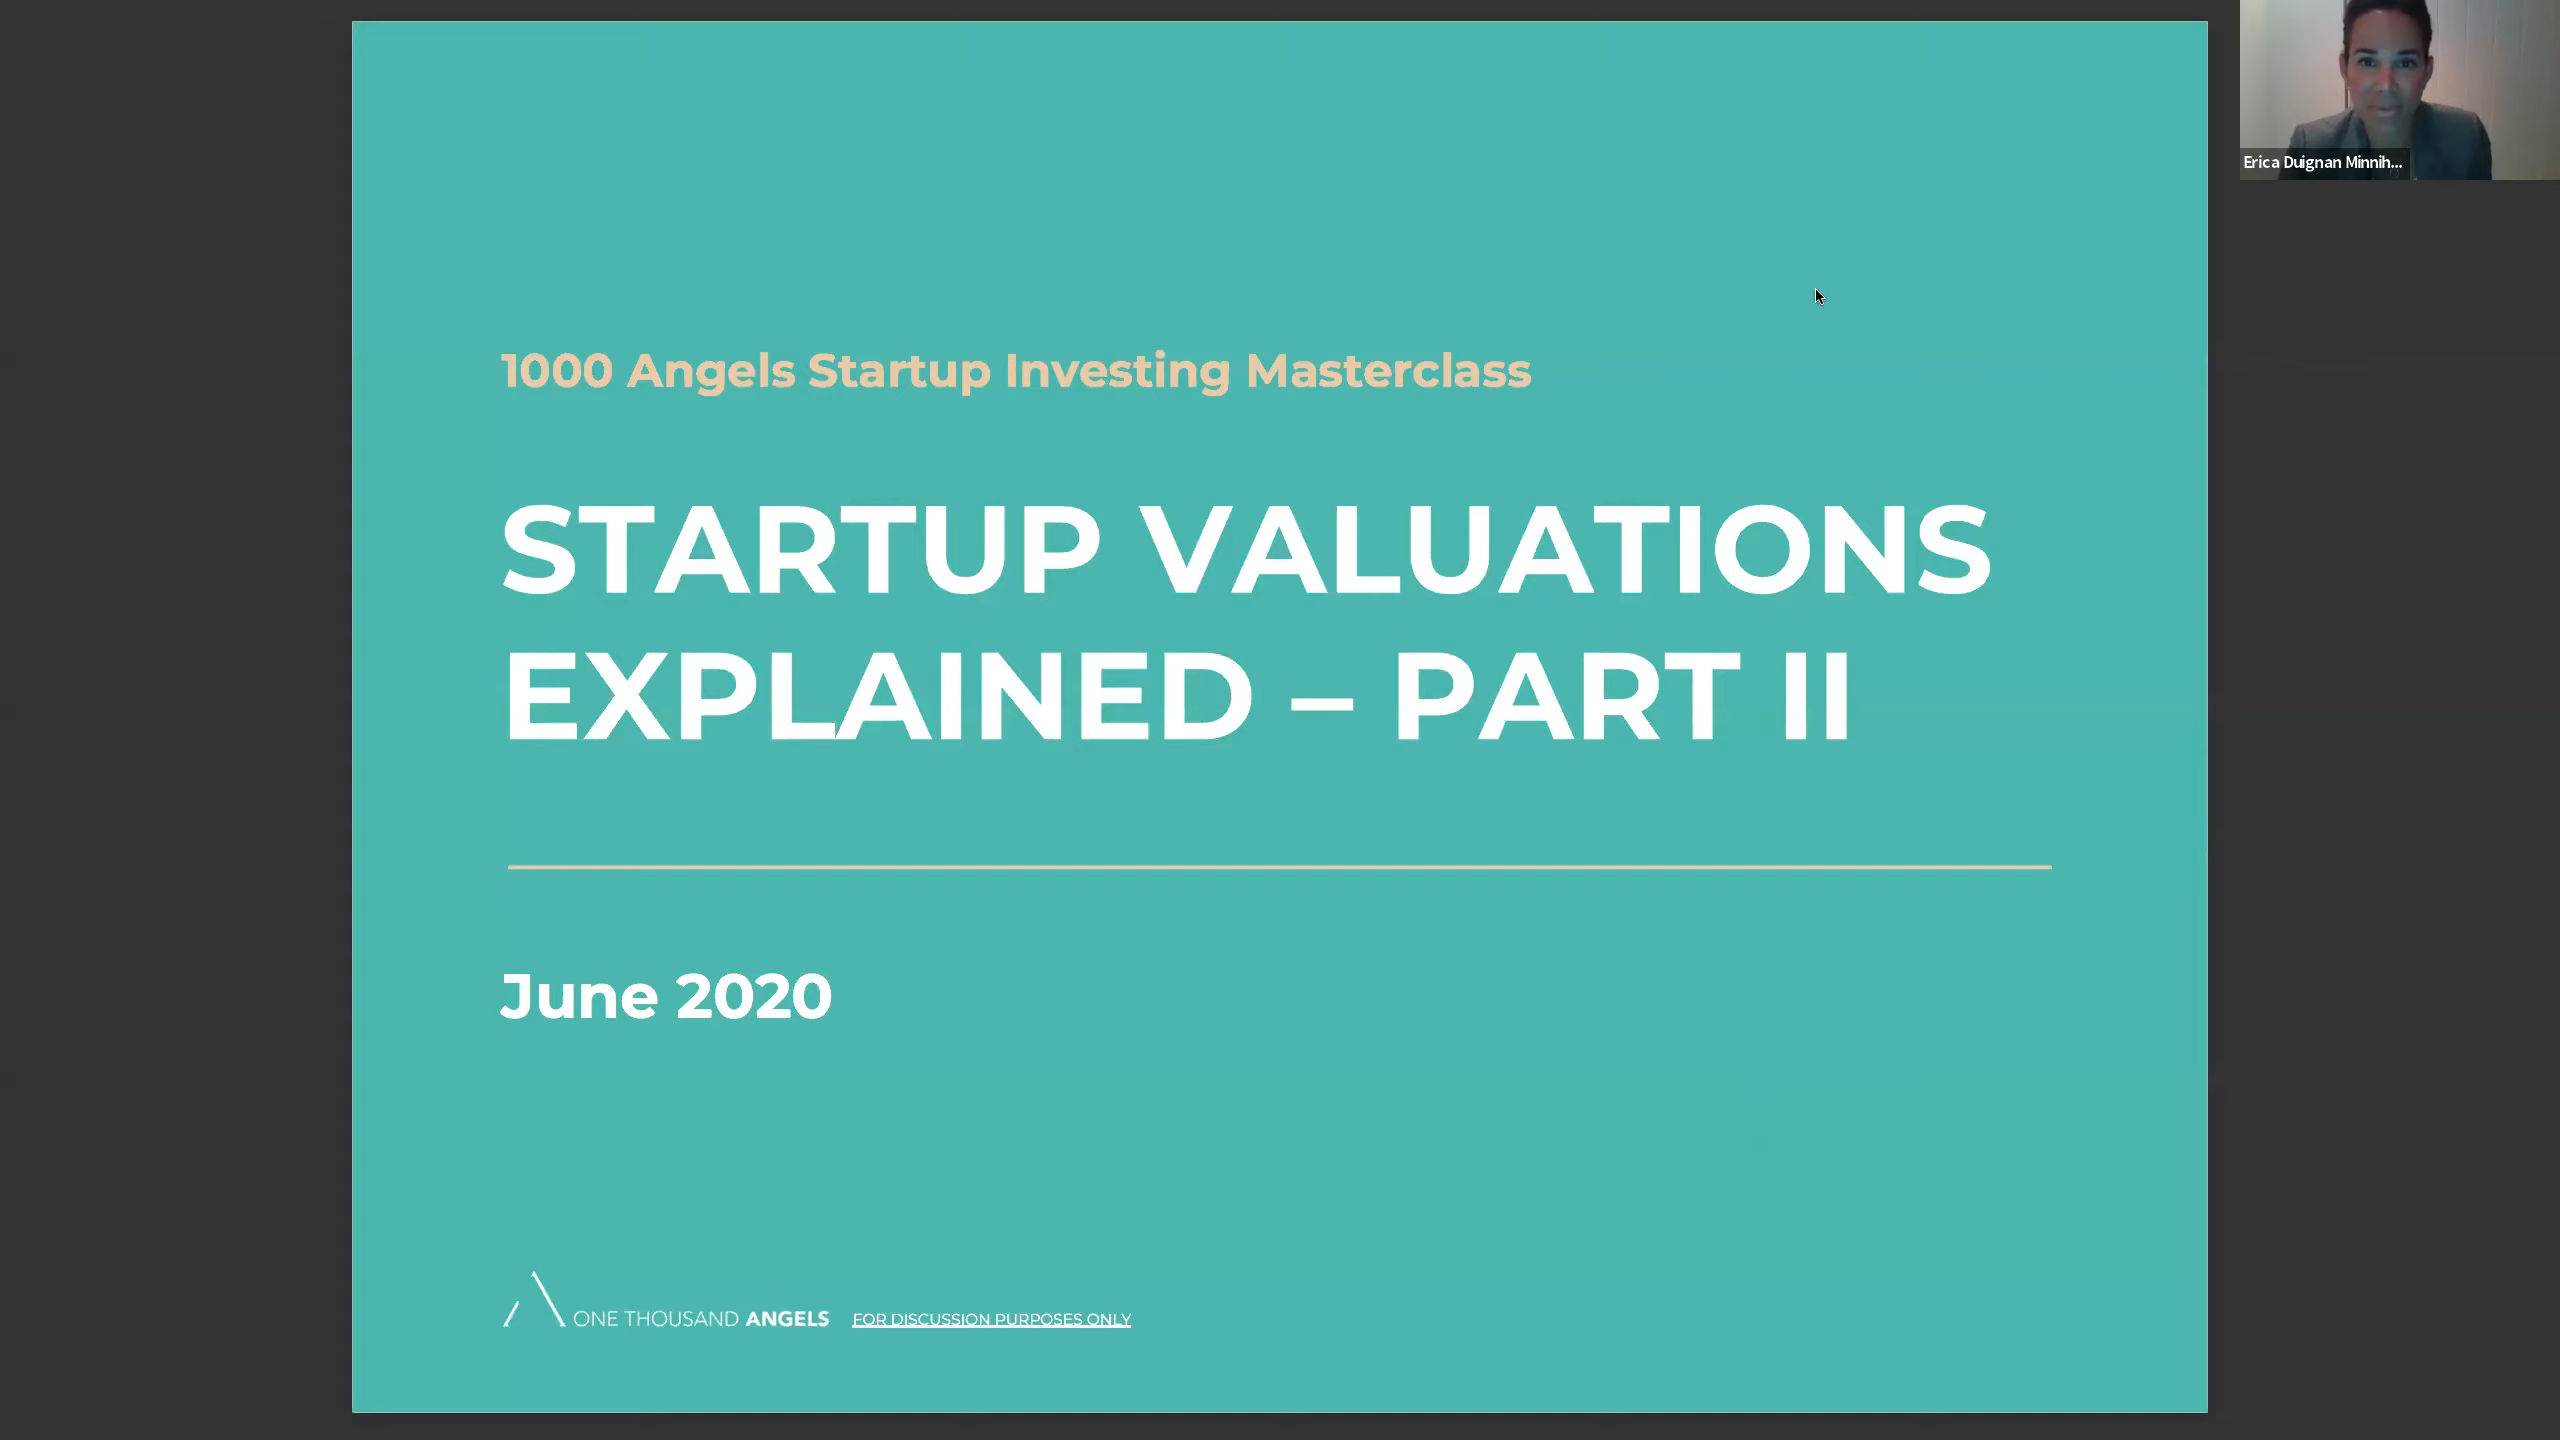 1000 Angels Startup Investing Masterclass
STARTUP VALUATIONS
EXPLAINED – PART II
June 2020
ONE THOUSAND ANGELS FOR DISCUSSION PURPOSES ONLY
Erica Duignan Minnih...